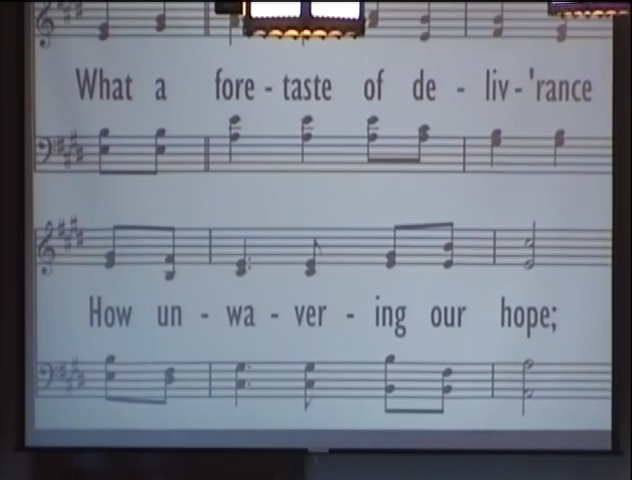 What a fore - taste of de - liv - 'rance
How un - wa - ver - ing our hope;